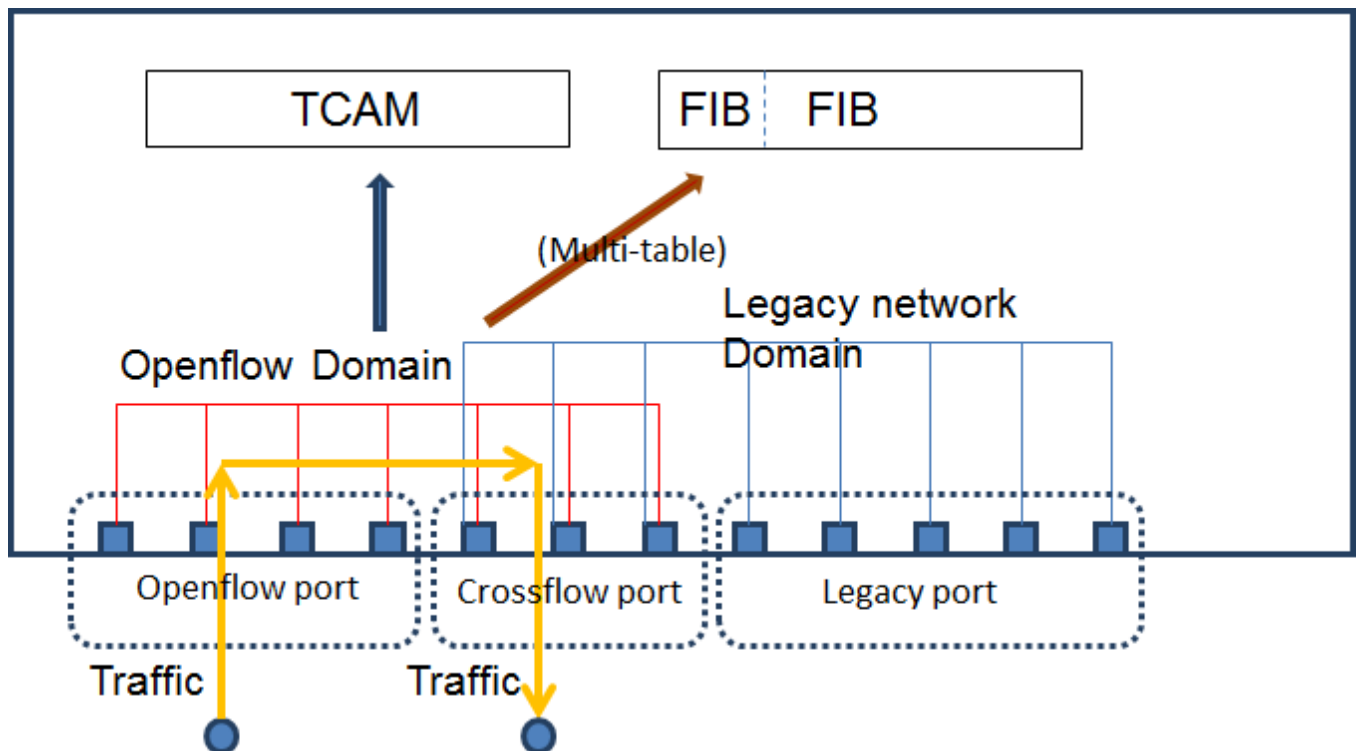 TCAM
FIB FIB
(Multi-table)
Legacy network
Domain
Openflow Domain
Openflow port
Crossflow port
Legacy port
Traffic
Traffic